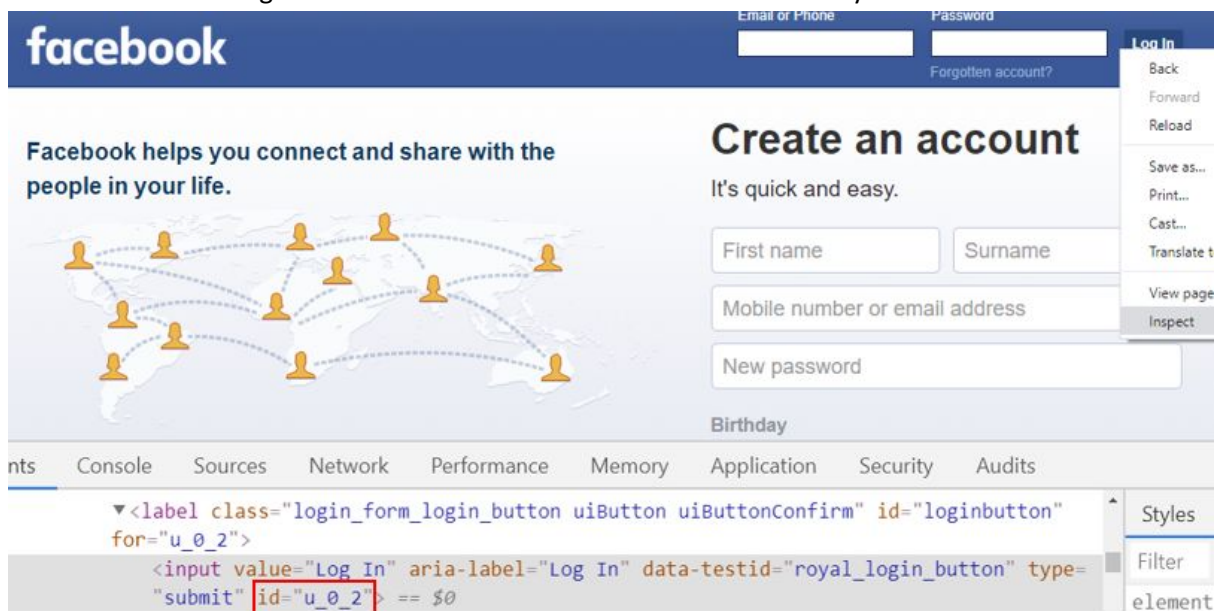 Email or Phone Password
facebook
Log In
Forgotten account?
Back
Forward
Reload
Save as...
Print...
Cast...
Translate t
View page
Inspect
Facebook helps you connect and share with the
people in your life.
Create an account
It's quick and easy.
First name Surname
Mobile number or email address
New password
Birthday
nts Console Sources Network Performance Memory Application Security Audits
▼<label class="login_form_login_button uiButton uiButtonConfirm" id="loginbutton"
for="u_0_2">
<input value="Log In" aria-label="Log In" data-testid="royal_login_button" type=
"submit" id="u_0_2"> == $0
Styles
Filter
element